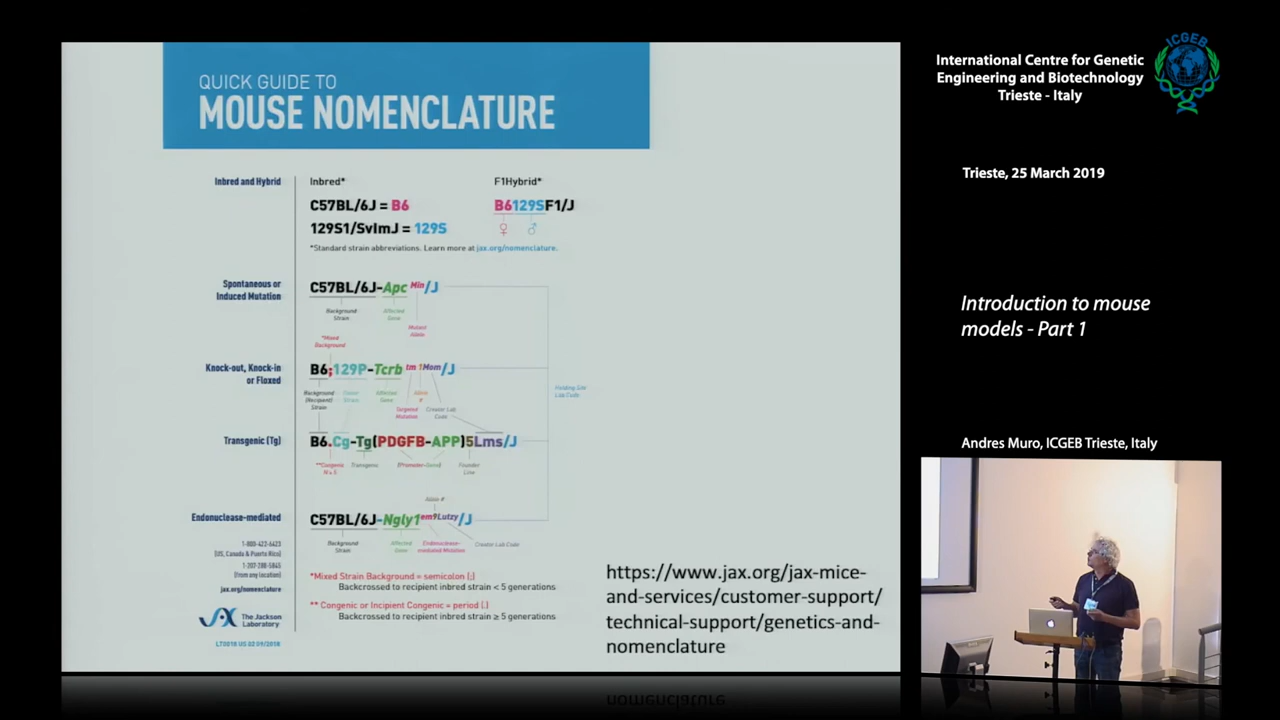 QUICK GUIDE TO
MOUSE NOMENCLATURE
Inbred and Hybrid
Inbred*
F1Hybrid*
C57BL/6J = B6
B6129SF1/J
129S1/SvImJ = 129S
♀ ♂
*Standard strain abbreviations. Learn more at jax.org/nomenclature.
Spontaneous or
Induced Mutation
C57BL/6J-Apc Min/J
Background
Strain
Affected
Gene
Mutant
Allele
*Mixed
Background
Knock-out, Knock-in
or Floxed
B6;129P-Tcrb tm 1Mom/J
Background
(Recipient)
Strain
Donor
Strain
Affected
Gene
Allele
#
Targeted
Mutation
Creator Lab
Code
Holding Site
Lab Code
Transgenic (Tg)
B6.Cg-Tg(PDGFB-APP)5Lms/J
**Congenic
N ≥ 5
Transgenic
(Promoter-Gene)
Founder
Line
Allele #
Endonuclease-mediated
C57BL/6J-Ngly1em9Lutzy/J
Background
Strain
Affected
Gene
Endonuclease-
mediated Mutation
Creator Lab Code
1-800-422-6423
(US, Canada & Puerto Rico)
1-207-288-5845
(from any location)
jax.org/nomenclature
*Mixed Strain Background = semicolon (;)
Backcrossed to recipient inbred strain < 5 generations
** Congenic or Incipient Congenic = period (.)
Backcrossed to recipient inbred strain ≥ 5 generations
The Jackson
Laboratory
https://www.jax.org/jax-mice-
and-services/customer-support/
technical-support/genetics-and-
nomenclature
International Centre for Genetic
Engineering and Biotechnology
Trieste - Italy
ICGEB
Trieste, 25 March 2019
Introduction to mouse
models - Part 1
Andres Muro, ICGEB Trieste, Italy